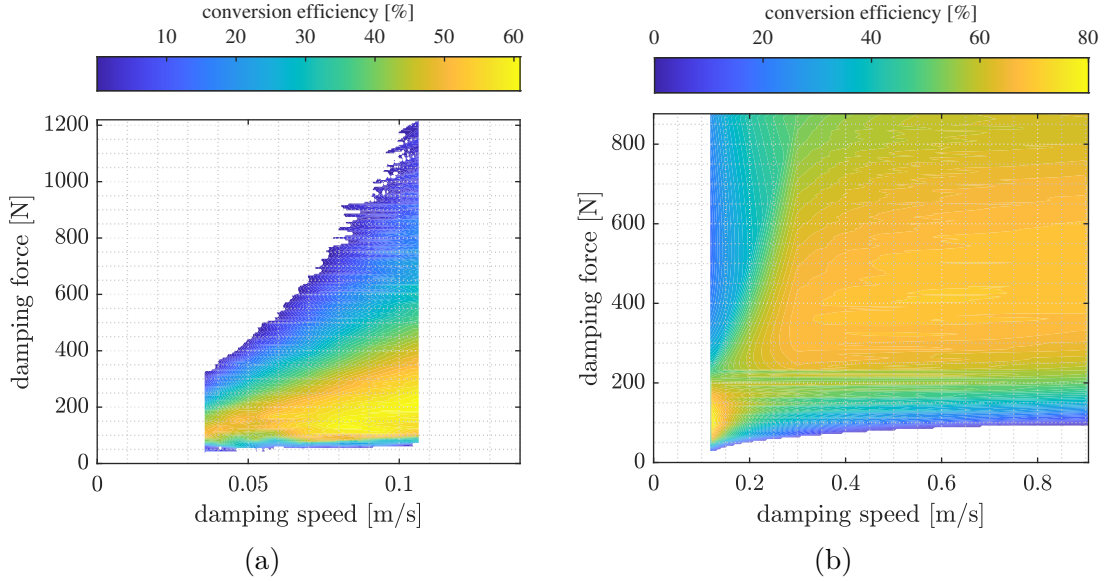 conversion efficiency [%]
10 20 30 40 50 60
1200
1000
800
600
400
200
0
damping force [N]
0 0.05 0.1
damping speed [m/s]
(a)
conversion efficiency [%]
0 20 40 60 80
800
600
400
200
0
damping force [N]
0 0.2 0.4 0.6 0.8
damping speed [m/s]
(b)